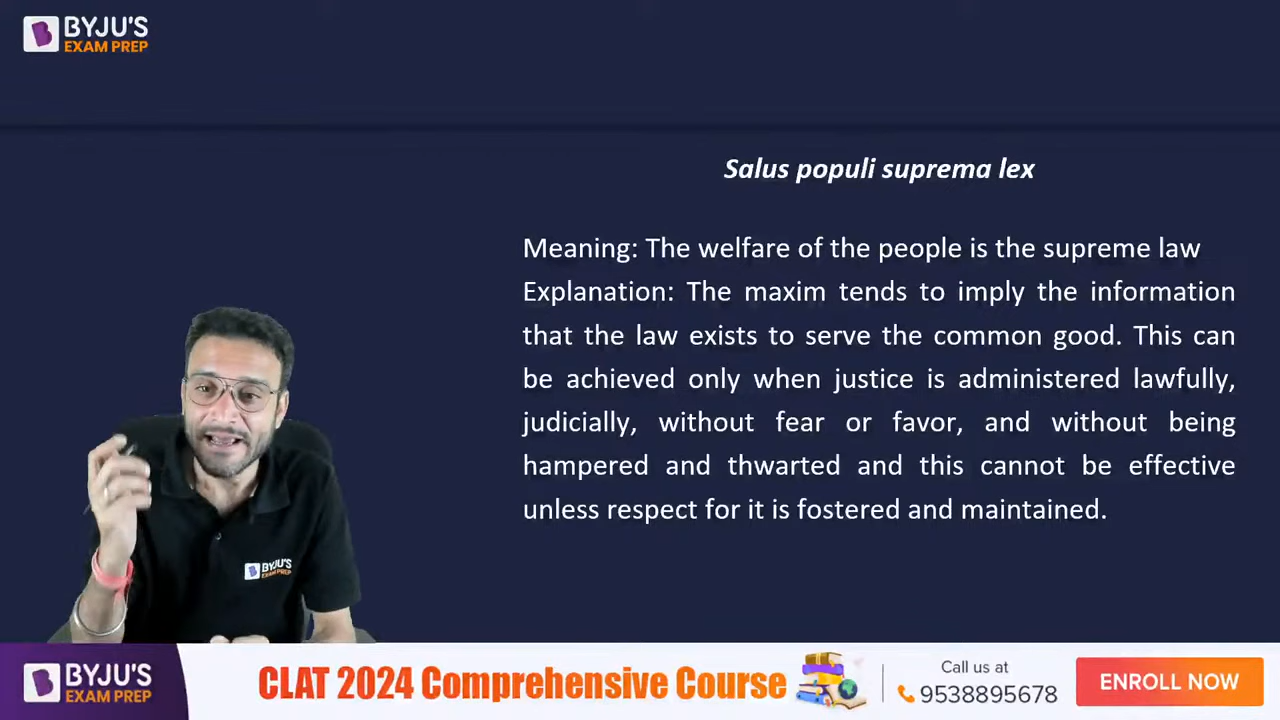 BYJU'S
EXAM PREP
Salus populi suprema lex
Meaning: The welfare of the people is the supreme law
Explanation: The maxim tends to imply the information
that the law exists to serve the common good. This can
be achieved only when justice is administered lawfully,
judicially, without fear or favor, and without being
hampered and thwarted and this cannot be effective
unless respect for it is fostered and maintained.
BYJU'S
EXAM PREP
BYJU'S
EXAM PREP
CLAT 2024 Comprehensive Course
Call us at
9538895678
ENROLL NOW